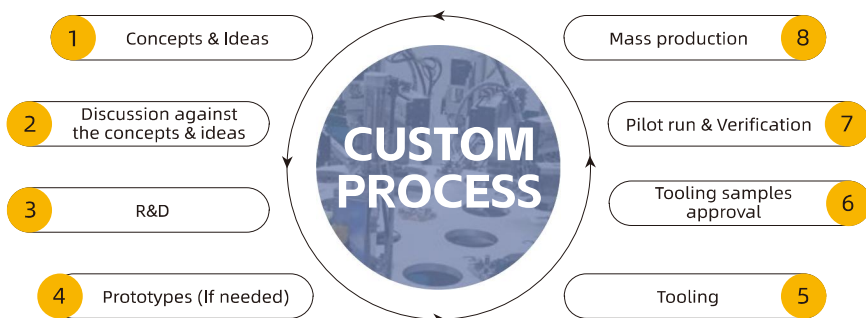 1 Concepts & Ideas
2 Discussion against
the concepts & ideas
3 R&D
4 Prototypes (If needed)
CUSTOM
PROCESS
Mass production 8
Pilot run & Verification 7
Tooling samples
approval 6
Tooling 5